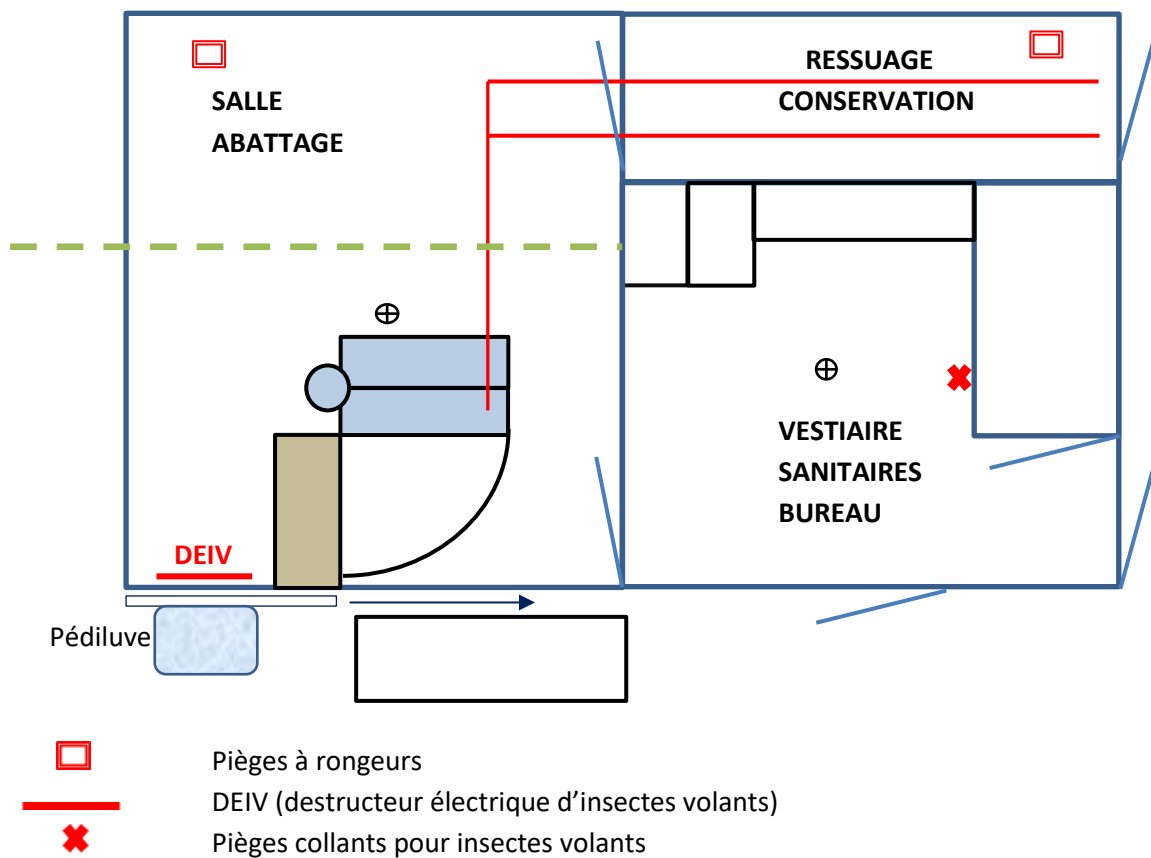 SALLE
ABATTAGE
RESSUAGE
CONSERVATION
VESTIAIRE
SANITAIRES
BUREAU
DEIV
Pédiluve
Pièges à rongeurs
DEIV (destructeur électrique d’insectes volants)
Pièges collants pour insectes volants